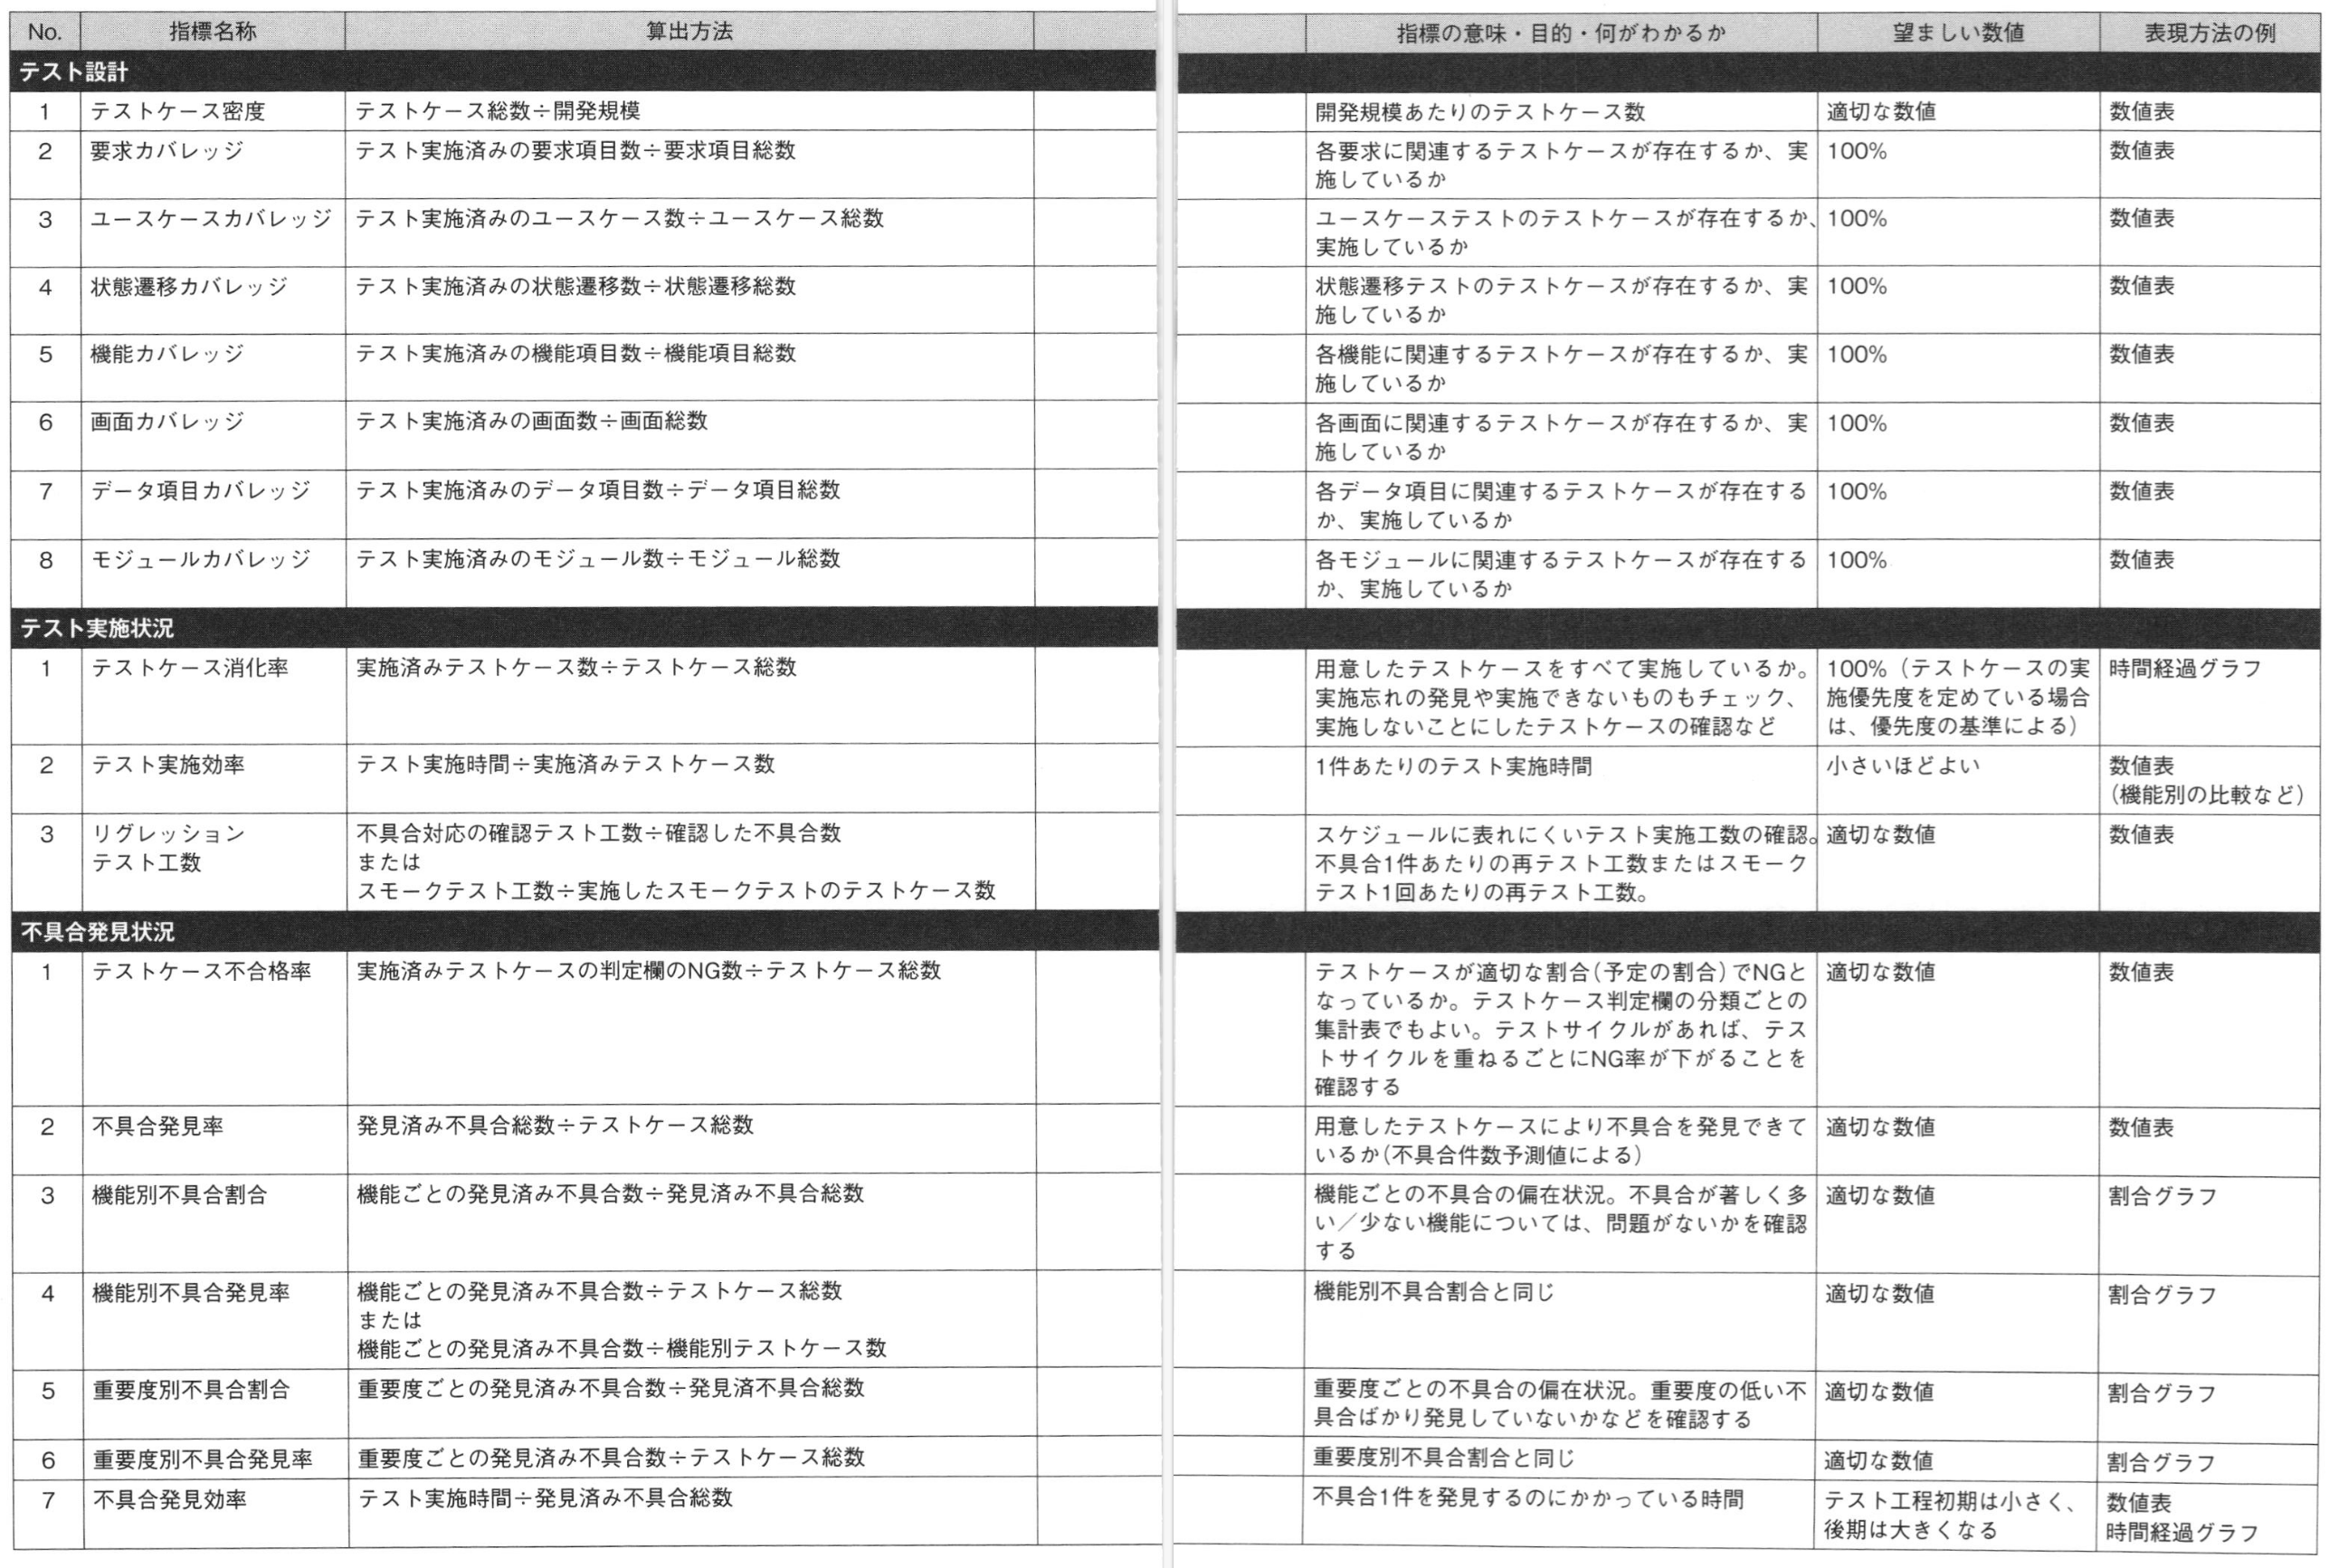 No. 指標名称 算出方法 指標の意味・目的・何がわかるか 望ましい数値 表現方法の例
テスト設計
1 テストケース密度 テストケース総数÷開発規模 開発規模あたりのテストケース数 適切な数値 数値表
2 要求カバレッジ テスト実施済みの要求項目数÷要求項目総数 各要求に関連するテストケースが存在するか、実 100% 数値表
施しているか
3 ユースケースカバレッジ テスト実施済みのユースケース数÷ユースケース総数 ユースケーステストのテストケースが存在するか、 100% 数値表
実施しているか
4 状態遷移カバレッジ テスト実施済みの状態遷移数÷状態遷移総数 状態遷移テストのテストケースが存在するか、実 100% 数値表
施しているか
5 機能カバレッジ テスト実施済みの機能項目数÷機能項目総数 各機能に関連するテストケースが存在するか、実 100% 数値表
施しているか
6 画面カバレッジ テスト実施済みの画面数÷画面総数 各画面に関連するテストケースが存在するか、実 100% 数値表
施しているか
7 データ項目カバレッジ テスト実施済みのデータ項目数÷データ項目総数 各データ項目に関連するテストケースが存在する 100% 数値表
か、実施しているか
8 モジュールカバレッジ テスト実施済みのモジュール数÷モジュール総数 各モジュールに関連するテストケースが存在する 100% 数値表
か、実施しているか
テスト実施状況
1 テストケース消化率 実施済みテストケース数÷テストケース総数 用意したテストケースをすべて実施しているか。 100%（テストケースの実 時間経過グラフ
実施忘れの発見や実施できないものもチェック、 施優先度を定めている場合
実施しないことにしたテストケースの確認など は、優先度の基準による）
2 テスト実施効率 テスト実施時間÷実施済みテストケース数 1件あたりのテスト実施時間 小さいほどよい 数値表
（機能別の比較など）
3 リグレッション 不具合対応の確認テスト工数÷確認した不具合数 スケジュールに表れにくいテスト実施工数の確認。 適切な数値 数値表
テスト工数 または 不具合1件あたりの再テスト工数またはスモーク
スモークテスト工数÷実施したスモークテストのテストケース数 テスト1回あたりの再テスト工数。
不具合発見状況
1 テストケース不合格率 実施済みテストケースの判定欄のNG数÷テストケース総数 テストケースが適切な割合（予定の割合）でNGと 適切な数値 数値表
なっているか。テストケース判定欄の分類ごとの
集計表でもよい。テストサイクルがあれば、テス
トサイクルを重ねるごとにNG率が下がることを
確認する
2 不具合発見率 発見済み不具合総数÷テストケース総数 用意したテストケースにより不具合を発見できて 適切な数値 数値表
いるか（不具合件数予測値による）
3 機能別不具合割合 機能ごとの発見済み不具合数÷発見済み不具合総数 機能ごとの不具合の偏在状況。不具合が著しく多 適切な数値 割合グラフ
い／少ない機能については、問題がないかを確認
する
4 機能別不具合発見率 機能ごとの発見済み不具合数÷テストケース総数 機能別不具合割合と同じ 適切な数値 割合グラフ
または
機能ごとの発見済み不具合数÷機能別テストケース数
5 重要度別不具合割合 重要度ごとの発見済み不具合数÷発見済不具合総数 重要度ごとの不具合の偏在状況。重要度の低い不 適切な数値 割合グラフ
具合ばかり発見していないかなどを確認する
6 重要度別不具合発見率 重要度ごとの発見済み不具合数÷テストケース総数 重要度別不具合割合と同じ 適切な数値 割合グラフ
7 不具合発見効率 テスト実施時間÷発見済み不具合総数 不具合1件を発見するのにかかっている時間 テスト工程初期は小さく、 数値表
後期は大きくなる 時間経過グラフ